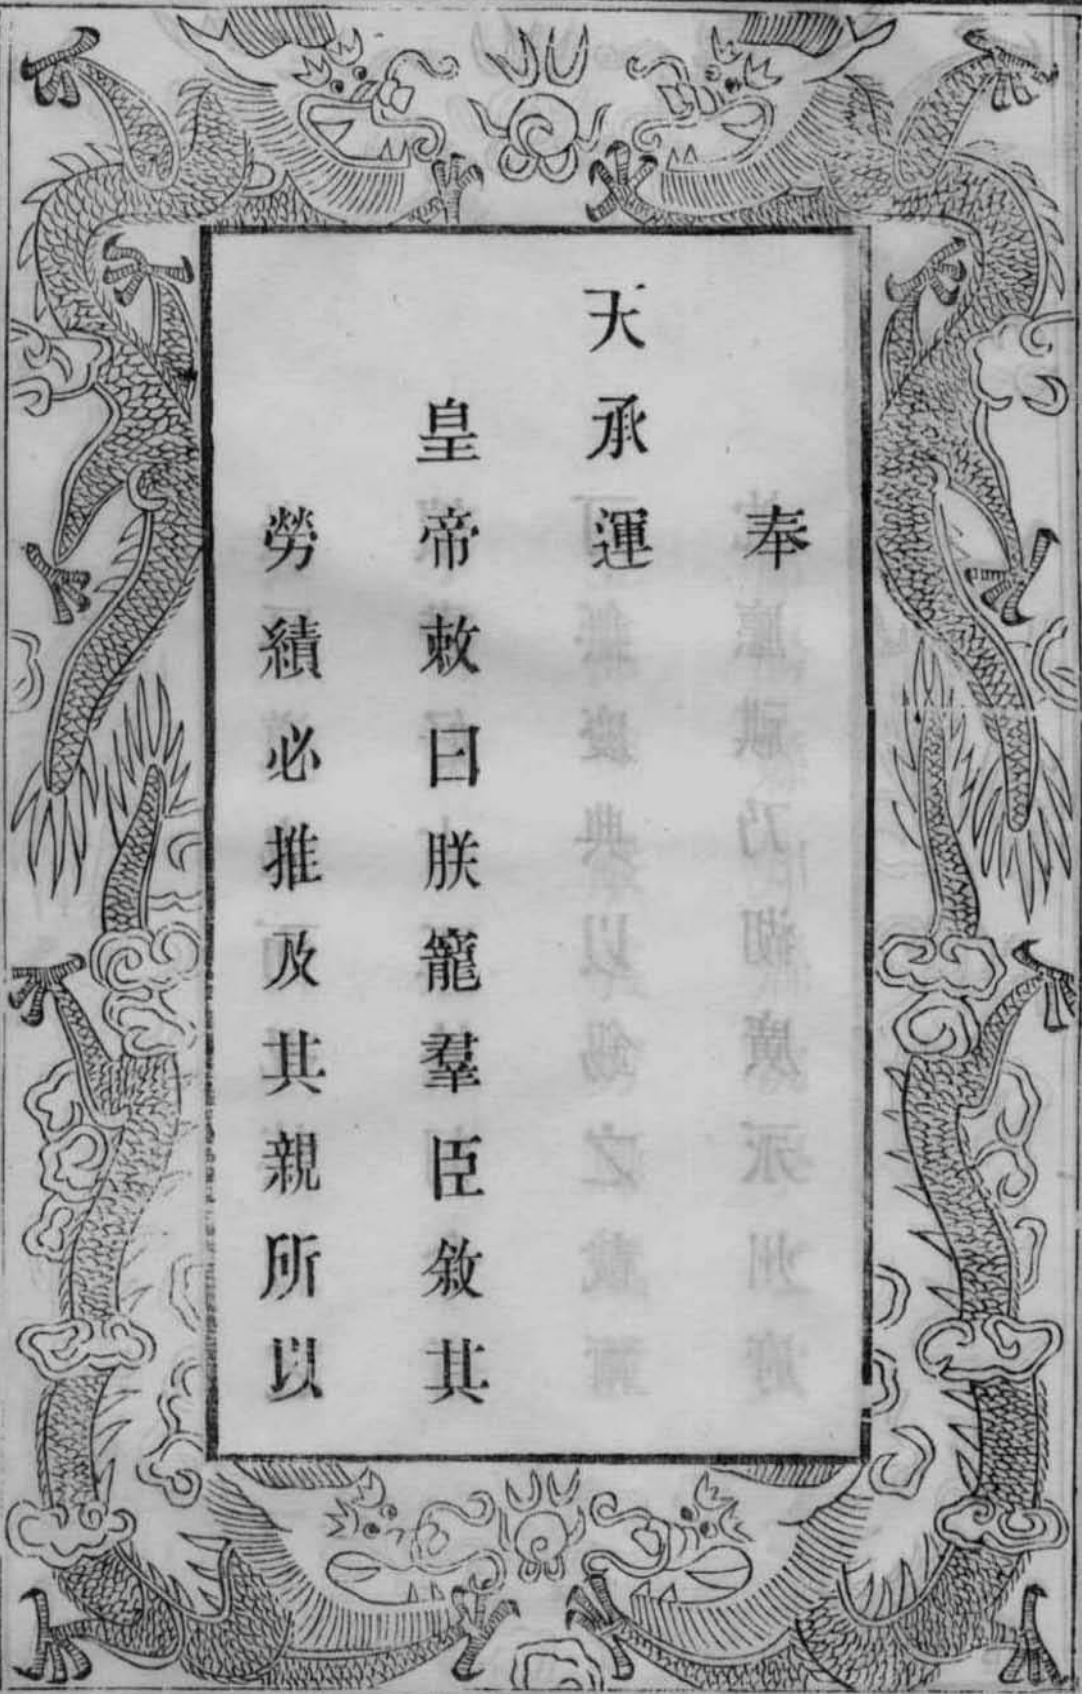 奉
天承運
皇帝敕曰朕寵羣臣敘其
勞績必推及其親所以